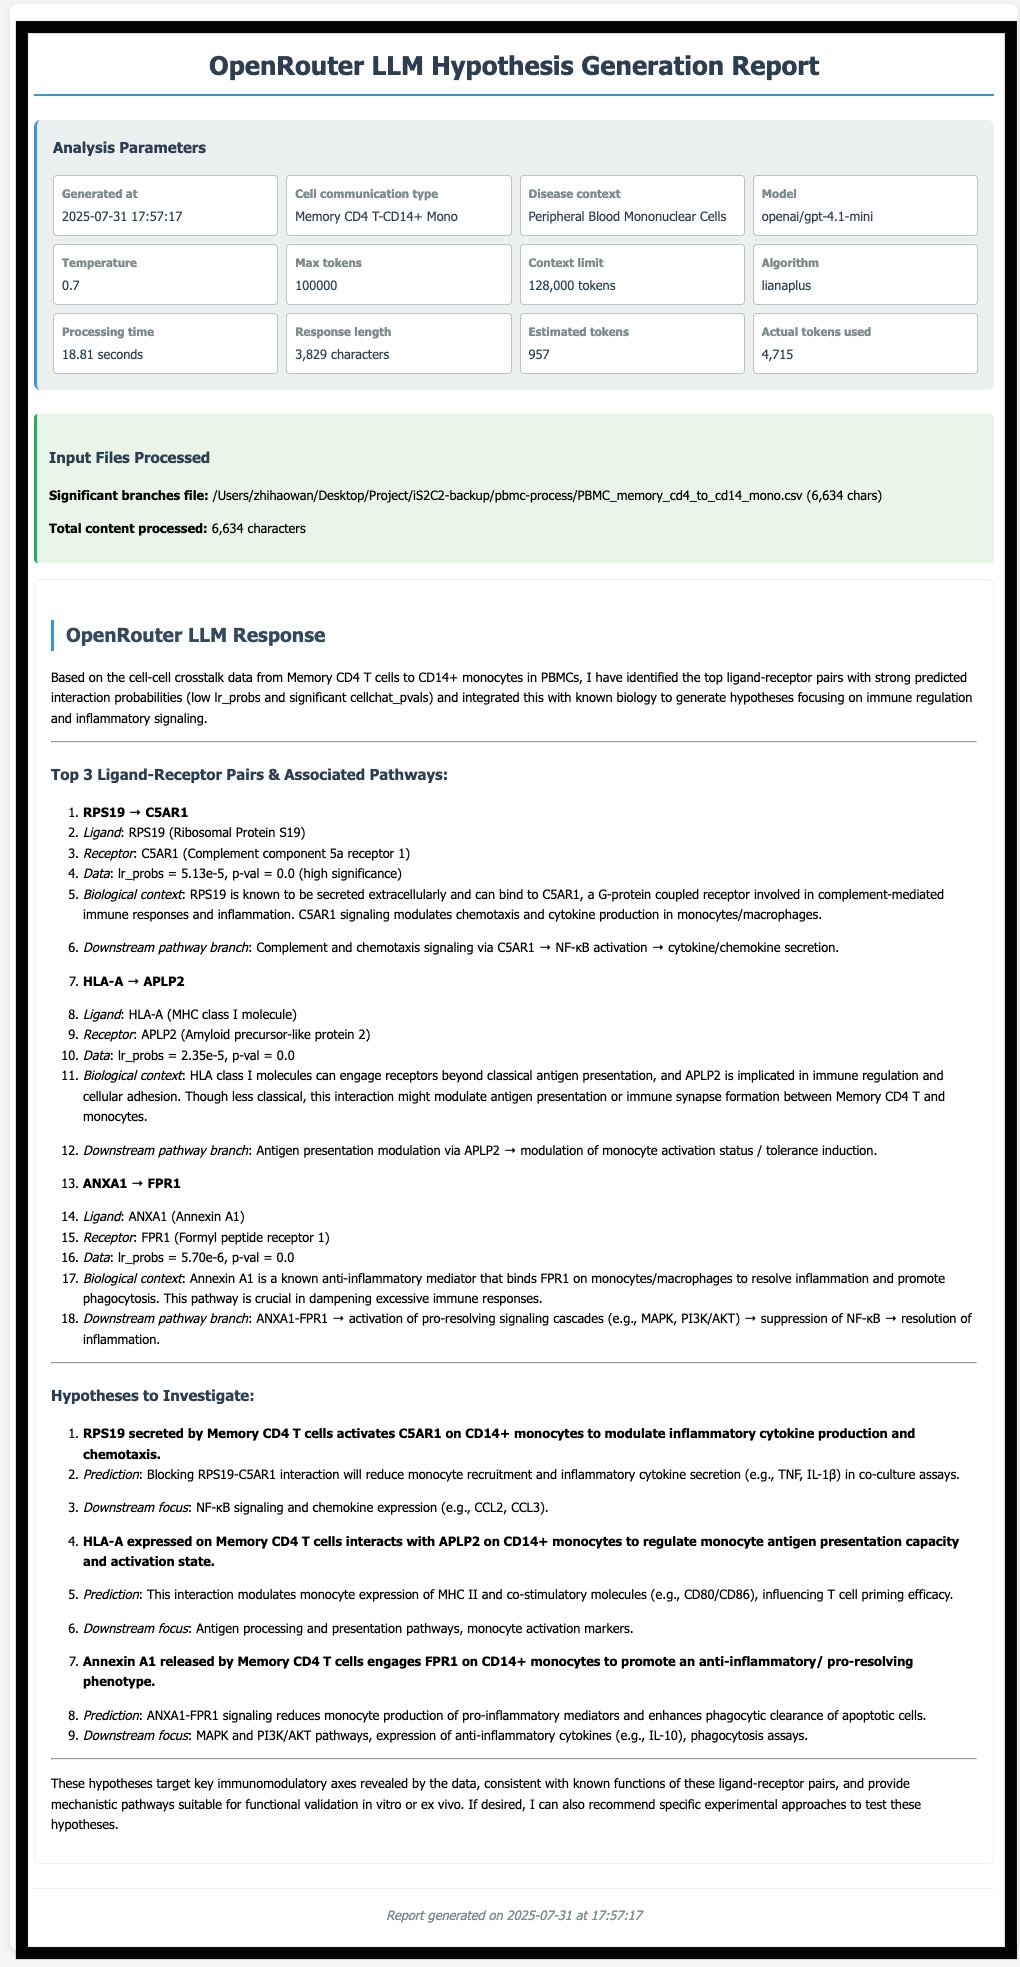 OpenRouter LLM Hypothesis Generation Report
Analysis Parameters
Generated at
2025-07-31 17:57:17
Cell communication type
Memory CD4 T-CD14+ Mono
Disease context
Peripheral Blood Mononuclear Cells
Model
openai/gpt-4.1-mini
Temperature
0.7
Max tokens
100000
Context limit
128,000 tokens
Algorithm
lianaplus
Processing time
18.81 seconds
Response length
3,829 characters
Estimated tokens
957
Actual tokens used
4,715
Input Files Processed
Significant branches file: /Users/zhihaowan/Desktop/Project/iS2C2-backup/pbmc-process/PBMC_memory_cd4_to_cd14_mono.csv (6,634 chars)
Total content processed: 6,634 characters
OpenRouter LLM Response
Based on the cell-cell crosstalk data from Memory CD4 T cells to CD14+ monocytes in PBMCs, I have identified the top ligand-receptor pairs with strong predicted
interaction probabilities (low lr_probs and significant cellchat_pvals) and integrated this with known biology to generate hypotheses focusing on immune regulation
and inflammatory signaling.
Top 3 Ligand-Receptor Pairs & Associated Pathways:
1. RPS19 → C5AR1
2. Ligand: RPS19 (Ribosomal Protein S19)
3. Receptor: C5AR1 (Complement component 5a receptor 1)
4. Data: lr_probs = 5.13e-5, p-val = 0.0 (high significance)
5. Biological context: RPS19 is known to be secreted extracellularly and can bind to C5AR1, a G-protein coupled receptor involved in complement-mediated
immune responses and inflammation. C5AR1 signaling modulates chemotaxis and cytokine production in monocytes/macrophages.
6. Downstream pathway branch: Complement and chemotaxis signaling via C5AR1 → NF-κB activation → cytokine/chemokine secretion.
7. HLA-A → APLP2
8. Ligand: HLA-A (MHC class I molecule)
9. Receptor: APLP2 (Amyloid precursor-like protein 2)
10. Data: lr_probs = 2.35e-5, p-val = 0.0
11. Biological context: HLA class I molecules can engage receptors beyond classical antigen presentation, and APLP2 is implicated in immune regulation and
cellular adhesion. Though less classical, this interaction might modulate antigen presentation or immune synapse formation between Memory CD4 T and
monocytes.
12. Downstream pathway branch: Antigen presentation modulation via APLP2 → modulation of monocyte activation status / tolerance induction.
13. ANXA1 → FPR1
14. Ligand: ANXA1 (Annexin A1)
15. Receptor: FPR1 (Formyl peptide receptor 1)
16. Data: lr_probs = 5.70e-6, p-val = 0.0
17. Biological context: Annexin A1 is a known anti-inflammatory mediator that binds FPR1 on monocytes/macrophages to resolve inflammation and promote
phagocytosis. This pathway is crucial in dampening excessive immune responses.
18. Downstream pathway branch: ANXA1-FPR1 → activation of pro-resolving signaling cascades (e.g., MAPK, PI3K/AKT) → suppression of NF-κB → resolution of
inflammation.
Hypotheses to Investigate:
1. RPS19 secreted by Memory CD4 T cells activates C5AR1 on CD14+ monocytes to modulate inflammatory cytokine production and
chemotaxis.
2. Prediction: Blocking RPS19-C5AR1 interaction will reduce monocyte recruitment and inflammatory cytokine secretion (e.g., TNF, IL-1β) in co-culture assays.
3. Downstream focus: NF-κB signaling and chemokine expression (e.g., CCL2, CCL3).
4. HLA-A expressed on Memory CD4 T cells interacts with APLP2 on CD14+ monocytes to regulate monocyte antigen presentation capacity
and activation state.
5. Prediction: This interaction modulates monocyte expression of MHC II and co-stimulatory molecules (e.g., CD80/CD86), influencing T cell priming efficacy.
6. Downstream focus: Antigen processing and presentation pathways, monocyte activation markers.
7. Annexin A1 released by Memory CD4 T cells engages FPR1 on CD14+ monocytes to promote an anti-inflammatory/ pro-resolving
phenotype.
8. Prediction: ANXA1-FPR1 signaling reduces monocyte production of pro-inflammatory mediators and enhances phagocytic clearance of apoptotic cells.
9. Downstream focus: MAPK and PI3K/AKT pathways, expression of anti-inflammatory cytokines (e.g., IL-10), phagocytosis assays.
These hypotheses target key immunomodulatory axes revealed by the data, consistent with known functions of these ligand-receptor pairs, and provide
mechanistic pathways suitable for functional validation in vitro or ex vivo. If desired, I can also recommend specific experimental approaches to test these
hypotheses.
Report generated on 2025-07-31 at 17:57:17